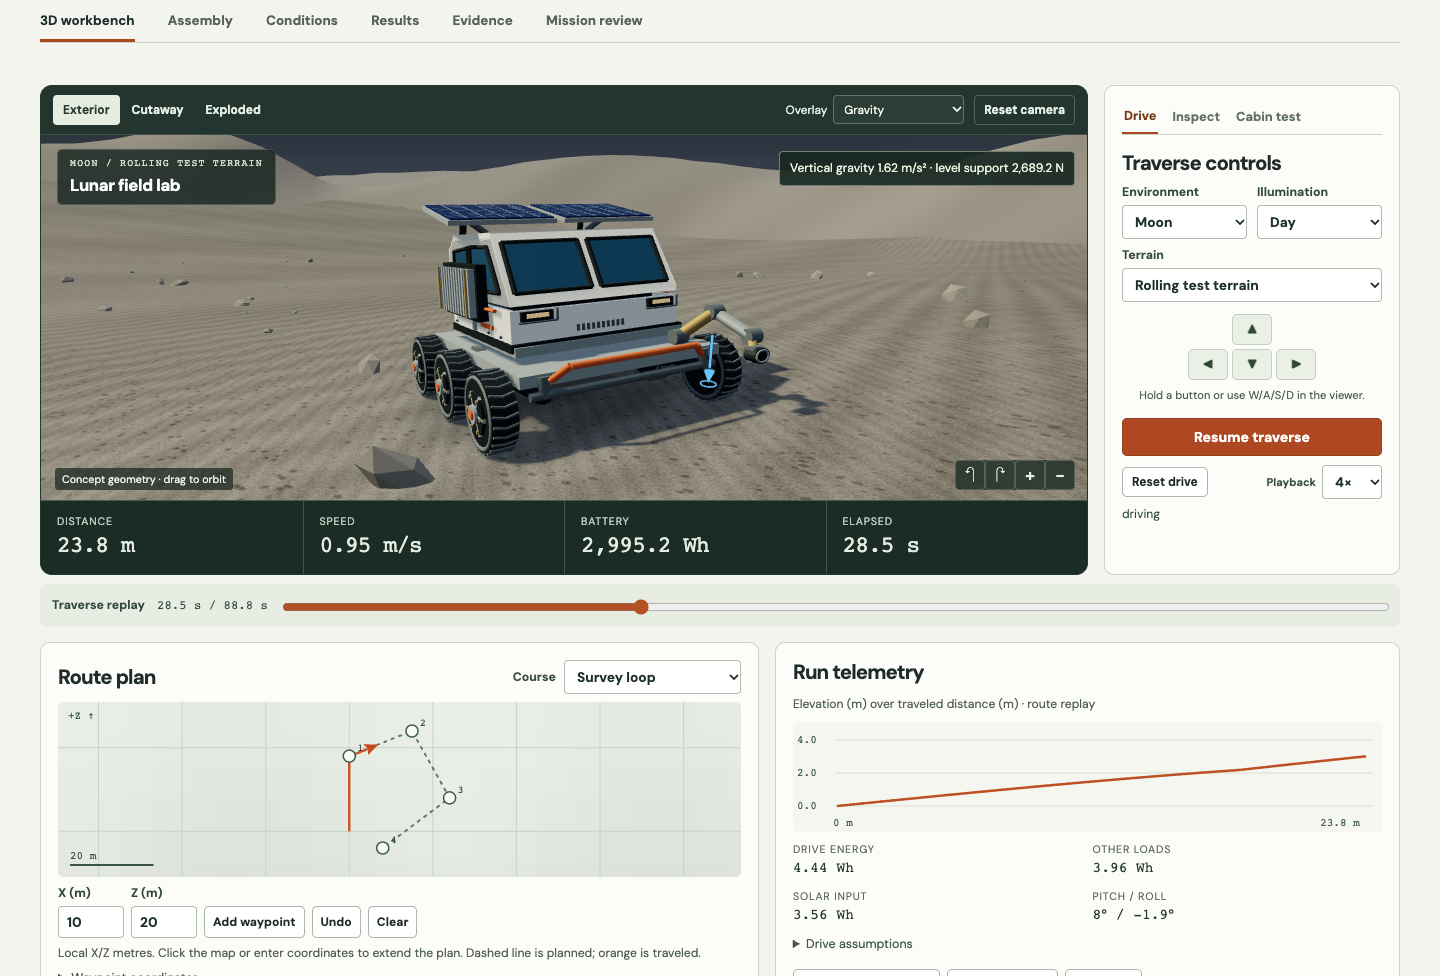 3D workbench Assembly Conditions Results Evidence Mission review
Exterior Cutaway Exploded Overlay Gravity Reset camera
MOON / ROLLING TEST TERRAIN
Lunar field lab
Vertical gravity 1.62 m/s² · level support 2,689.2 N
Concept geometry · drag to orbit
+ −
DISTANCE SPEED BATTERY ELAPSED
23.8 m 0.95 m/s 2,995.2 Wh 28.5 s
Drive Inspect Cabin test
Traverse controls
Environment Illumination
Moon Day
Terrain
Rolling test terrain
▲
◀ ▼ ▶
Hold a button or use W/A/S/D in the viewer.
Resume traverse
Reset drive Playback 4×
driving
Traverse replay 28.5 s / 88.8 s
Route plan Course Survey loop
+Z ↑
1
2
3
4
20 m
X (m) Z (m)
10 20 Add waypoint Undo Clear
Local X/Z metres. Click the map or enter coordinates to extend the plan. Dashed line is planned; orange is traveled.
Waypoint coordinates
Run telemetry
Elevation (m) over traveled distance (m) · route replay
4.0
2.0
0.0
0 m 23.8 m
DRIVE ENERGY OTHER LOADS
4.44 Wh 3.96 Wh
SOLAR INPUT PITCH / ROLL
3.56 Wh 8° / -1.9°
▶ Drive assumptions